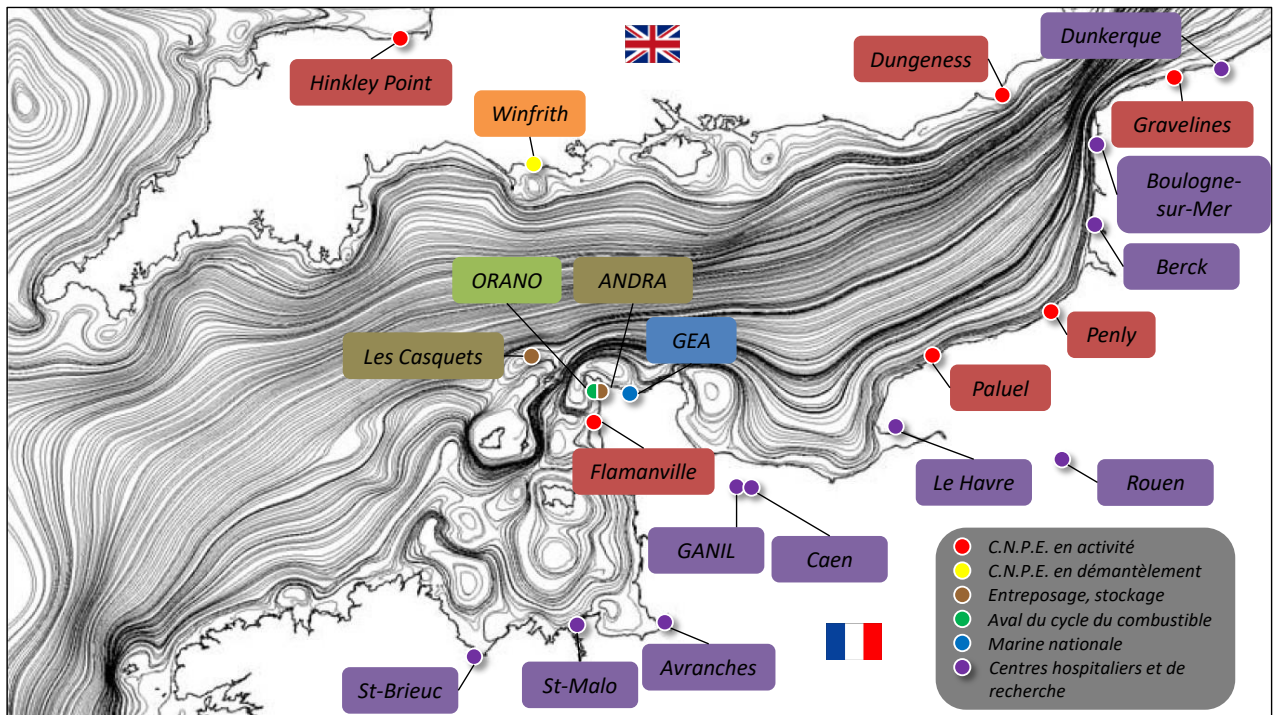 Dunkerque
Hinkley Point
Dungeness
Winfrith
Gravelines
Boulogne-
sur-Mer
Berck
ORANO
ANDRA
Les Casquets
GEA
Penly
Paluel
Flamanville
Le Havre
Rouen
GANIL
Caen
St-Brieuc
St-Malo
Avranches
C.N.P.E. en activité
C.N.P.E. en démantèlement
Entreposage, stockage
Aval du cycle du combustible
Marine nationale
Centres hospitaliers et de
recherche